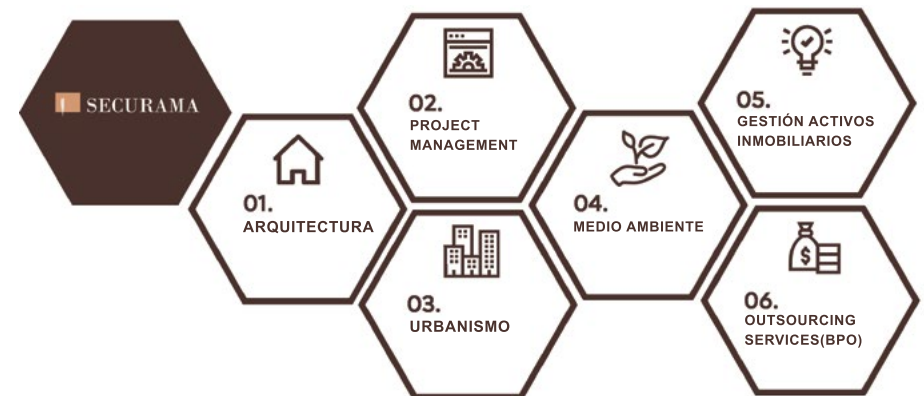 SECURAMA
01.
ARQUITECTURA
02.
PROJECT
MANAGEMENT
03.
URBANISMO
04.
MEDIO AMBIENTE
05.
GESTIÓN ACTIVOS
INMOBILIARIOS
06.
OUTSOURCING
SERVICES(BPO)
$